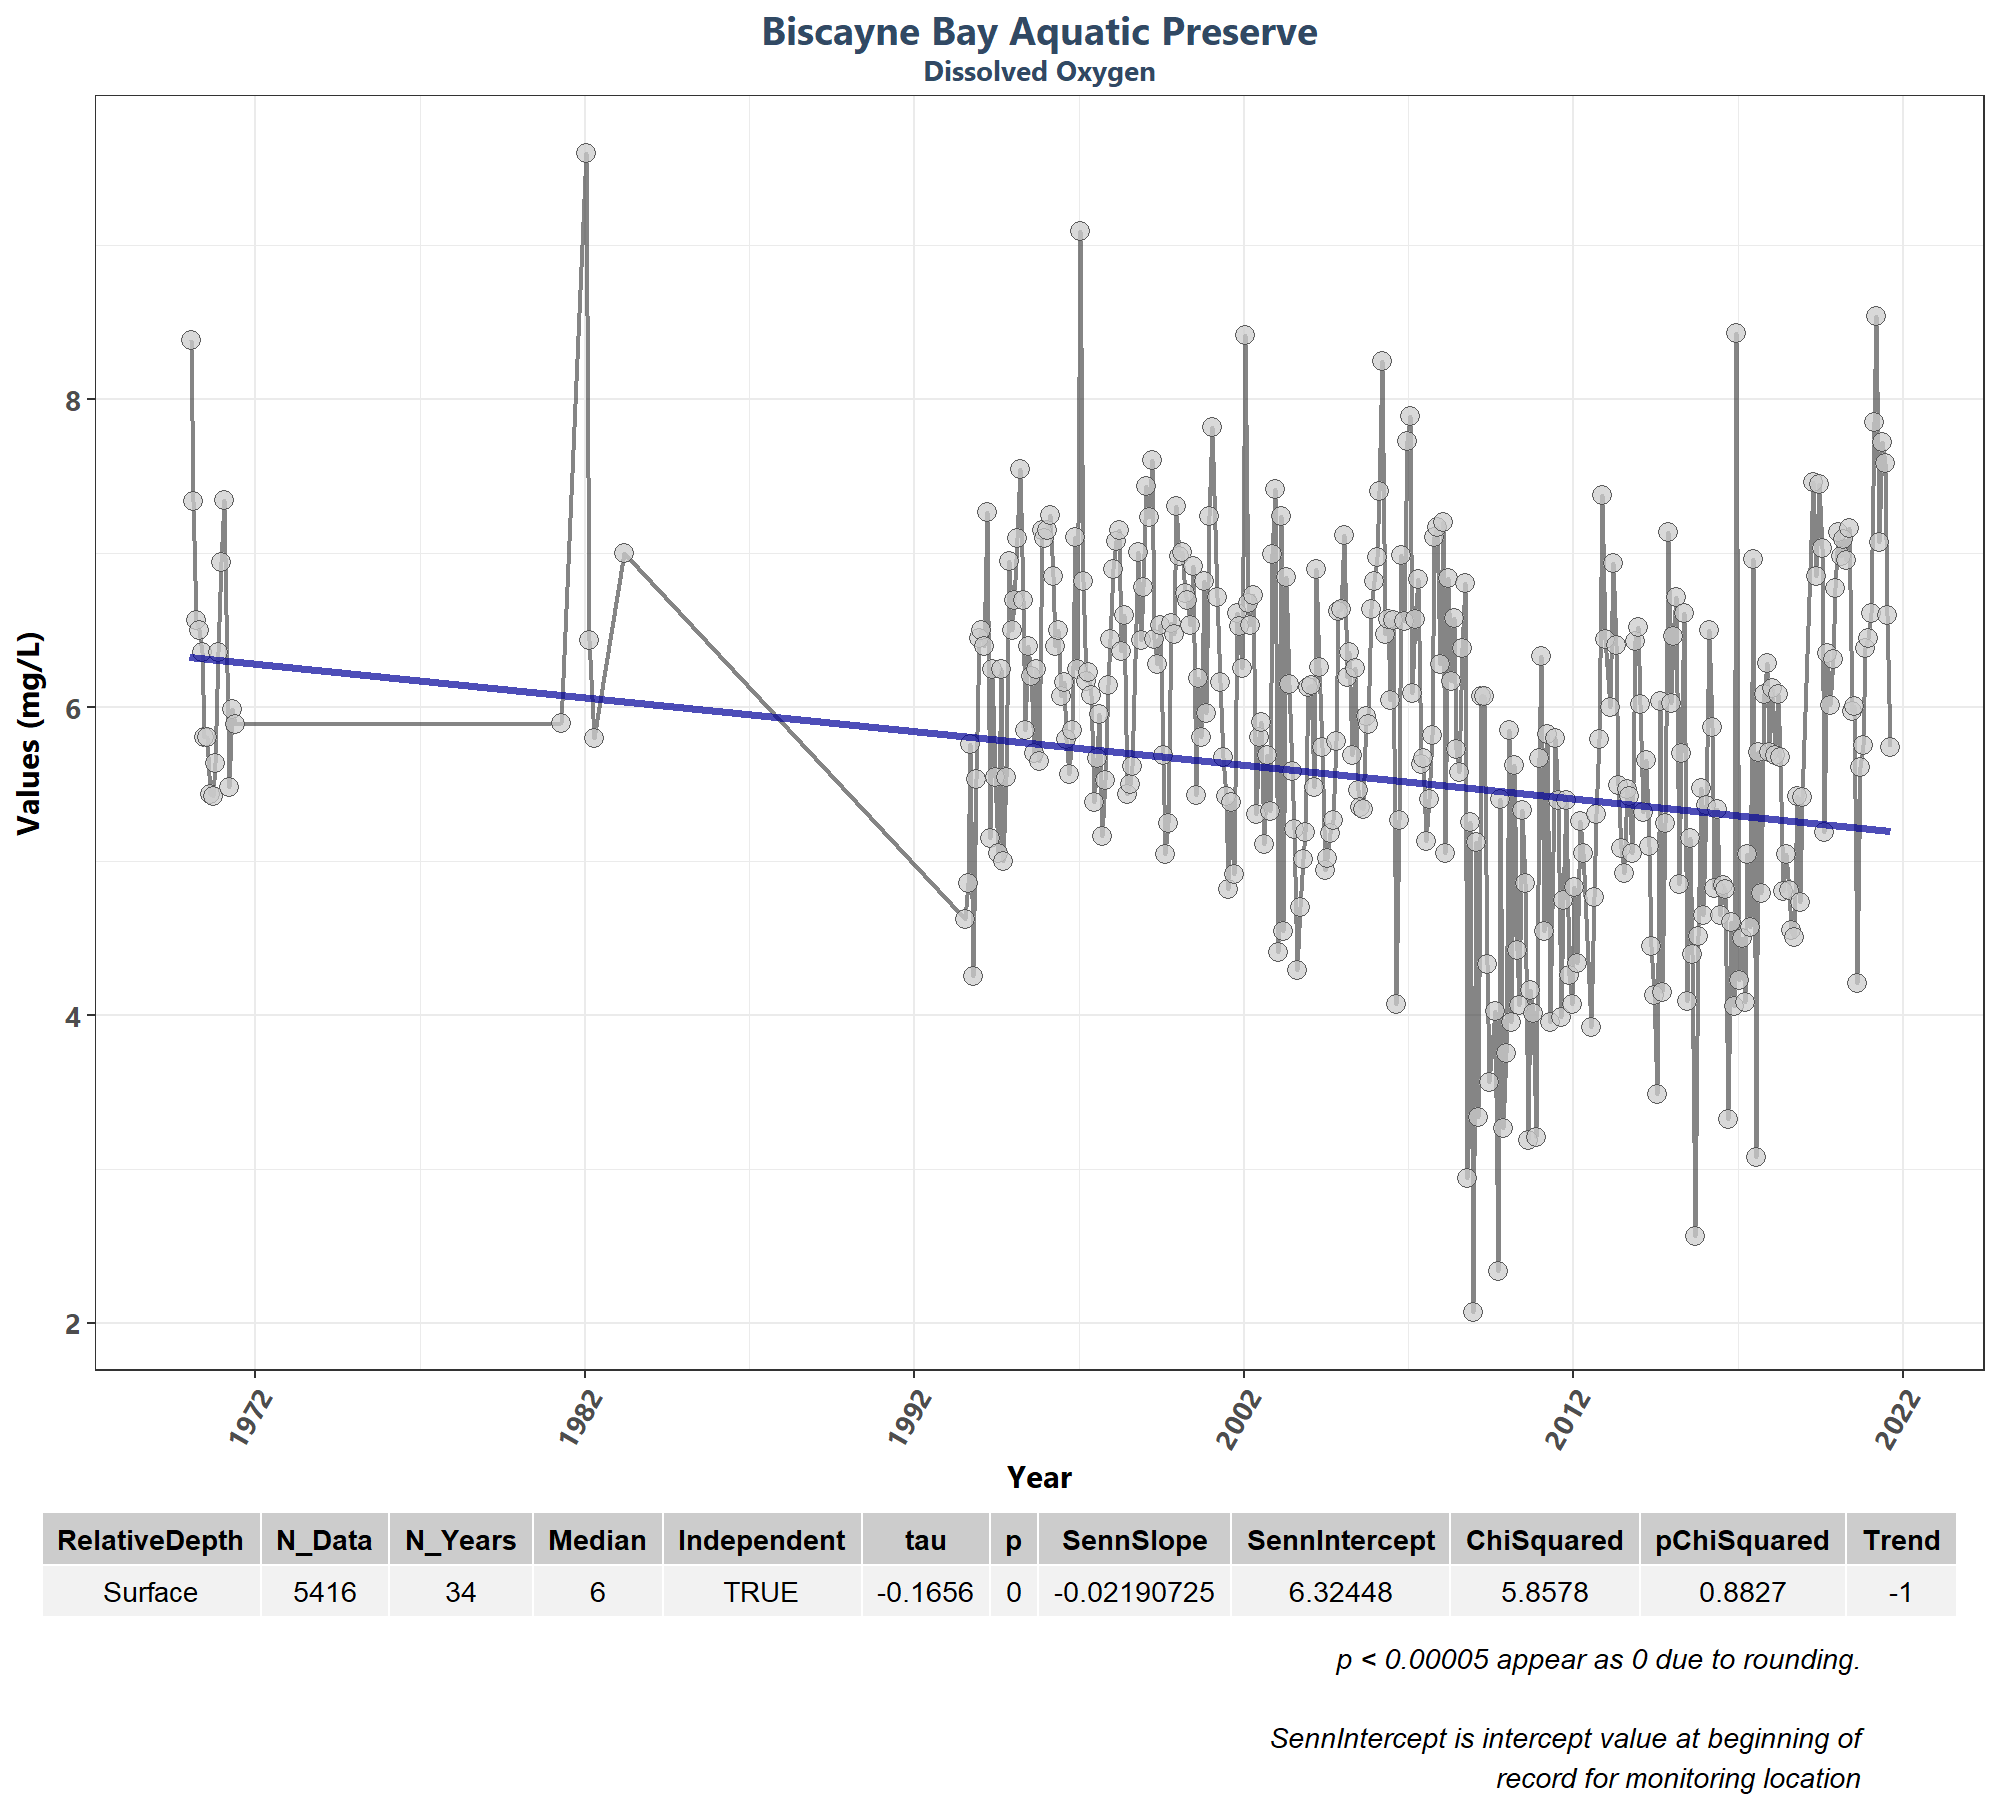 Biscayne Bay Aquatic Preserve
Dissolved Oxygen
Values (mg/L)
8
6
4
2
1972 1982 1992 2002 2012 2022
Year
RelativeDepth N_Data N_Years Median Independent tau p SennSlope SennIntercept ChiSquared pChiSquared Trend
Surface 5416 34 6 TRUE -0.1656 0 -0.02190725 6.32448 5.8578 0.8827 -1
p < 0.00005 appear as 0 due to rounding.
SennIntercept is intercept value at beginning of
record for monitoring location